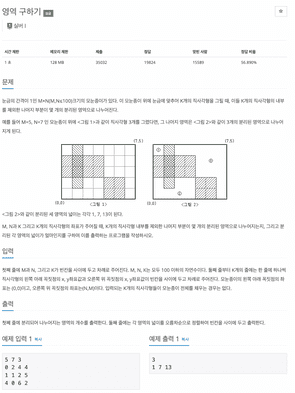 영역 구하기
실버 I
시간 제한 메모리 제한 제출 정답 맞힌 사람 정답 비율
1 초 128 MB 56.896%
문제
눈금의 간격이 1인 M×N(M,N≤100)크기의 모눈종이가 있다. 이 모눈종이 위에 눈금에 맞추어 K개의 직사각형을 그릴 때, 이들 K개의 직사각형의 내부
를 제외한 나머지 부분이 몇 개의 분리된 영역으로 나누어진다.
예를 들어 M=5, N=7 인 모눈종이 위에 <그림 1>과 같이 직사각형 3개를 그렸다면, 그 나머지 영역은 <그림 2>와 같이 3개의 분리된 영역으로 나누어
지게 된다.
(7,5) (7,5)
① ② ③
(0,0) (0,0)
<그림 1> <그림 2>
<그림 2>와 같이 분리된 세 영역의 넓이는 각각 1, 7, 13이 된다.
M, N과 K 그리고 K개의 직사각형의 좌표가 주어질 때, K개의 직사각형 내부를 제외한 나머지 부분이 몇 개의 분리된 영역으로 나누어지는지, 그리고 분
리된 각 영역의 넓이가 얼마인지를 구하여 이를 출력하는 프로그램을 작성하시오.
입력
첫째 줄에 M과 N, 그리고 K가 빈칸을 사이에 두고 차례로 주어진다. M, N, K는 모두 100 이하의 자연수이다. 둘째 줄부터 K개의 줄에는 한 줄에 하나씩
직사각형의 왼쪽 아래 꼭짓점의 x, y좌표값과 오른쪽 위 꼭짓점의 x, y좌표값이 빈칸을 사이에 두고 차례로 주어진다. 모눈종이의 왼쪽 아래 꼭짓점의 좌
표는 (0,0)이고, 오른쪽 위 꼭짓점의 좌표는(N,M)이다. 입력되는 K개의 직사각형들이 모눈종이 전체를 채우는 경우는 없다.
출력
첫째 줄에 분리되어 나누어지는 영역의 개수를 출력한다. 둘째 줄에는 각 영역의 넓이를 오름차순으로 정렬하여 빈칸을 사이에 두고 출력한다.
예제 입력 1 복사
5 7 3
0 2 4 4
1 1 2 5
4 0 6 2
예제 출력 1 복사
3
1 7 13